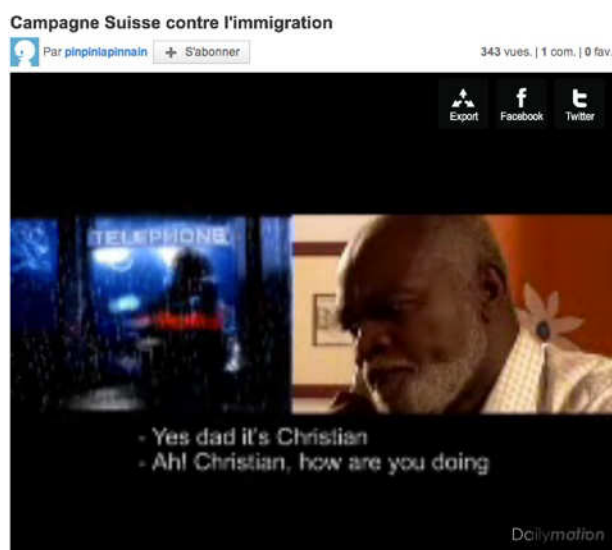 Campagne Suisse contre l'immigration
Par pinpinlapinnain + S'abonner 343 vues. | 1 com. | 0 fav.
Export Facebook Twitter
TELEPHONE
- Yes dad it's Christian
- Ah! Christian, how are you doing
Dailymotion